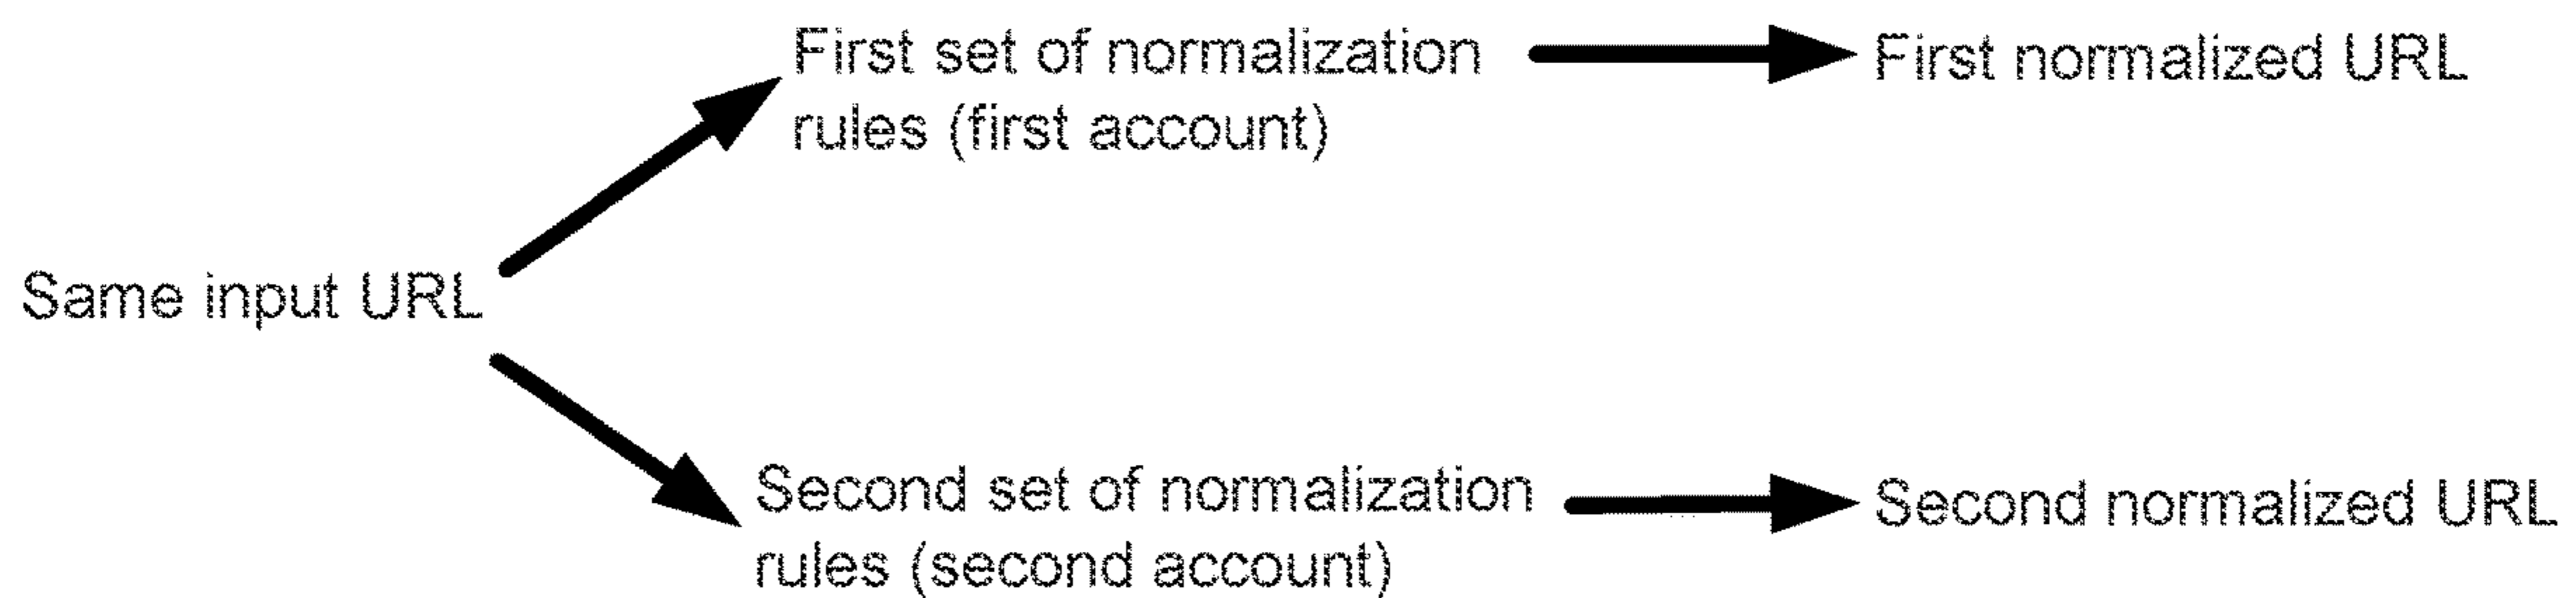 First set of normalization
rules (first account)
First normalized URL
Same input URL
Second set of normalization
rules (second account)
Second normalized URL